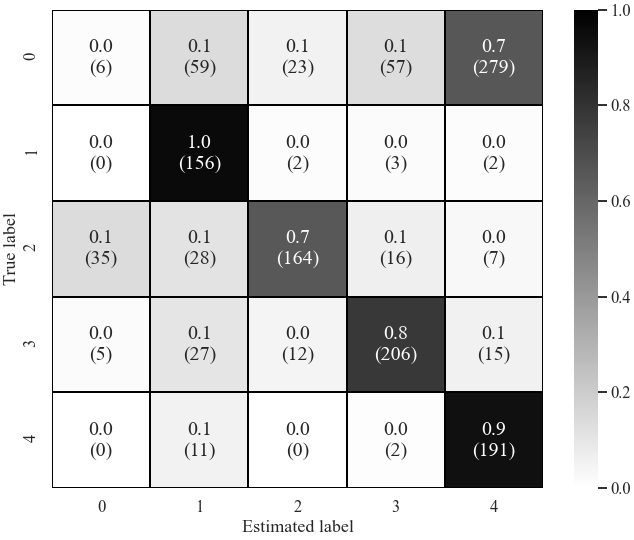 0.0 0.1 0.1 0.1 0.7
(6) (59) (23) (57) (279)
0
0.0 1.0 0.0 0.0 0.0
(0) (156) (2) (3) (2)
1
0.1 0.1 0.7 0.1 0.0
(35) (28) (164) (16) (7)
2
0.0 0.1 0.0 0.8 0.1
(5) (27) (12) (206) (15)
3
0.0 0.1 0.0 0.0 0.9
(0) (11) (0) (2) (191)
4
True label
0 1 2 3 4
Estimated label
1.0
0.8
0.6
0.4
0.2
0.0